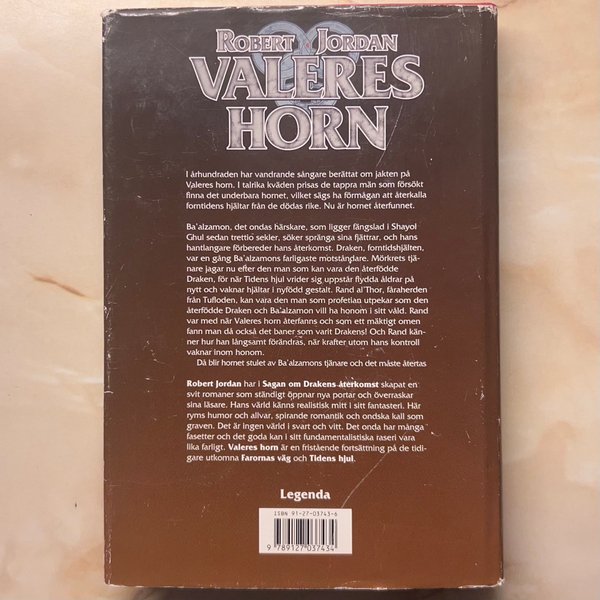 ROBERT JORDAN
VALERES
HORN
I århundraden har vandrande sångare berättat om jakten på
Valeres horn. I talrika kväden prisas de tappra män som försökt
finna det underbara hornet, vilket sägs ha förmågan att återkalla
forntidens hjältar från de dödas rike. Nu är hornet återfunnet.
Ba'alzamon, det ondas härskare, som ligger fängslad i Shayol
Ghul sedan trettio sekler, söker spränga sina fjättrar, och hans
hantlangare förbereder hans återkomst. Draken, forntidshjälten,
var en gång Ba'alzamons farligaste motståndare. Mörkrets tjä-
nare jagar nu efter den man som kan vara den återfödde
Draken, för när Tidens hjul vrider sig uppstår flydda åldrar på
nytt och vaknar hjältar i nyfödd gestalt. Rand al'Thor, fåraherden
från Tvåfloden, kan vara den man som profetian utpekar som den
återfödde Draken och Ba'alzamon vill ha honom i sitt våld. Rand
var med när Valeres horn återfanns och som ett mäktigt omen
fann man då också det baner som varit Drakens! Och Rand kän-
ner hur han långsamt förändras, när krafter utom hans kontroll
vaknar inom honom.
Då blir hornet stulet av Ba'alzamons tjänare och det måste återtas
Robert Jordan har i Sagan om Drakens återkomst skapat en
svit romaner som ständigt öppnar nya portar och överraskar
sina läsare. Hans värld känns realistisk mitt i sitt fantasteri. Här
ryms humor och allvar, spirande romantik och ondska kall som
graven. Det är ingen värld i svart och vitt. Det onda har många
fasetter och det goda kan i sitt fundamentalistiska raseri vara
lika farligt. Valeres horn är en fristående fortsättning på de tidi-
gare utkomna Farornas väg och Tidens hjul.
Legenda
ISBN 91-27-03743-6
9 789127 037434